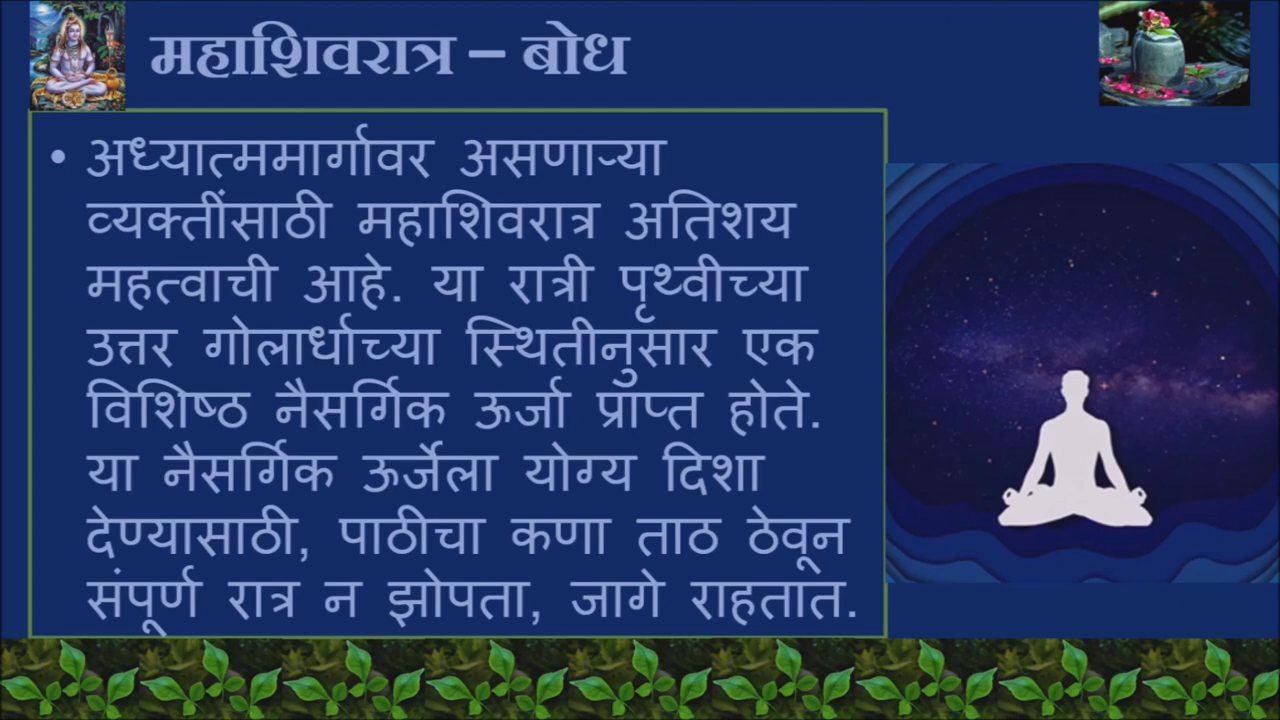 महाशिवरात्र – बोध
• अध्यात्ममार्गावर असणाऱ्या
व्यक्तींसाठी महाशिवरात्र अतिशय
महत्वाची आहे. या रात्री पृथ्वीच्या
उत्तर गोलार्धाच्या स्थितीनुसार एक
विशिष्ठ नैसर्गिक ऊर्जा प्राप्त होते.
या नैसर्गिक ऊर्जेला योग्य दिशा
देण्यासाठी, पाठीचा कणा ताठ ठेवून
संपूर्ण रात्र न झोपता, जागे राहतात.